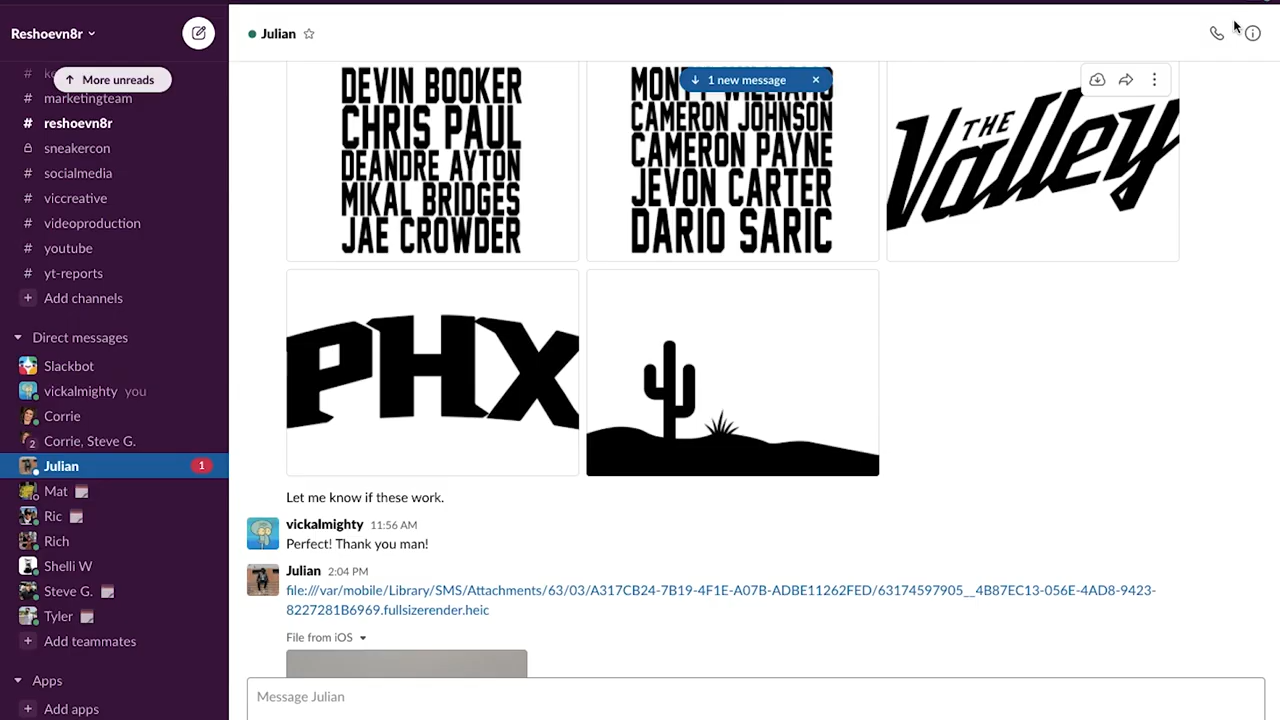 Reshoevn8r
Julian
ke
More unreads
1 new message
# marketingteam
# reshoevn8r
sneakercon
# socialmedia
# viccreative
# videoproduction
# youtube
# yt-reports
+ Add channels
Direct messages
Slackbot
vickalmighty you
Corrie
2 Corrie, Steve G.
Julian 1
Mat
Ric
Rich
Shelli W
Steve G.
Tyler
+ Add teammates
Apps
+ Add apps
DEVIN BOOKER
CHRIS PAUL
DEANDRE AYTON
MIKAL BRIDGES
JAE CROWDER
MONTY WILLIAMS
CAMERON JOHNSON
CAMERON PAYNE
JEVON CARTER
DARIO SARIC
THE
Valley
PHX
Let me know if these work.
vickalmighty 11:56 AM
Perfect! Thank you man!
Julian 2:04 PM
file:///var/mobile/Library/SMS/Attachments/63/03/A317CB24-7B19-4F1E-A07B-ADBE11262FED/63174597905__4B87EC13-056E-4AD8-9423-
8227281B6969.fullsizerender.heic
File from iOS
Message Julian